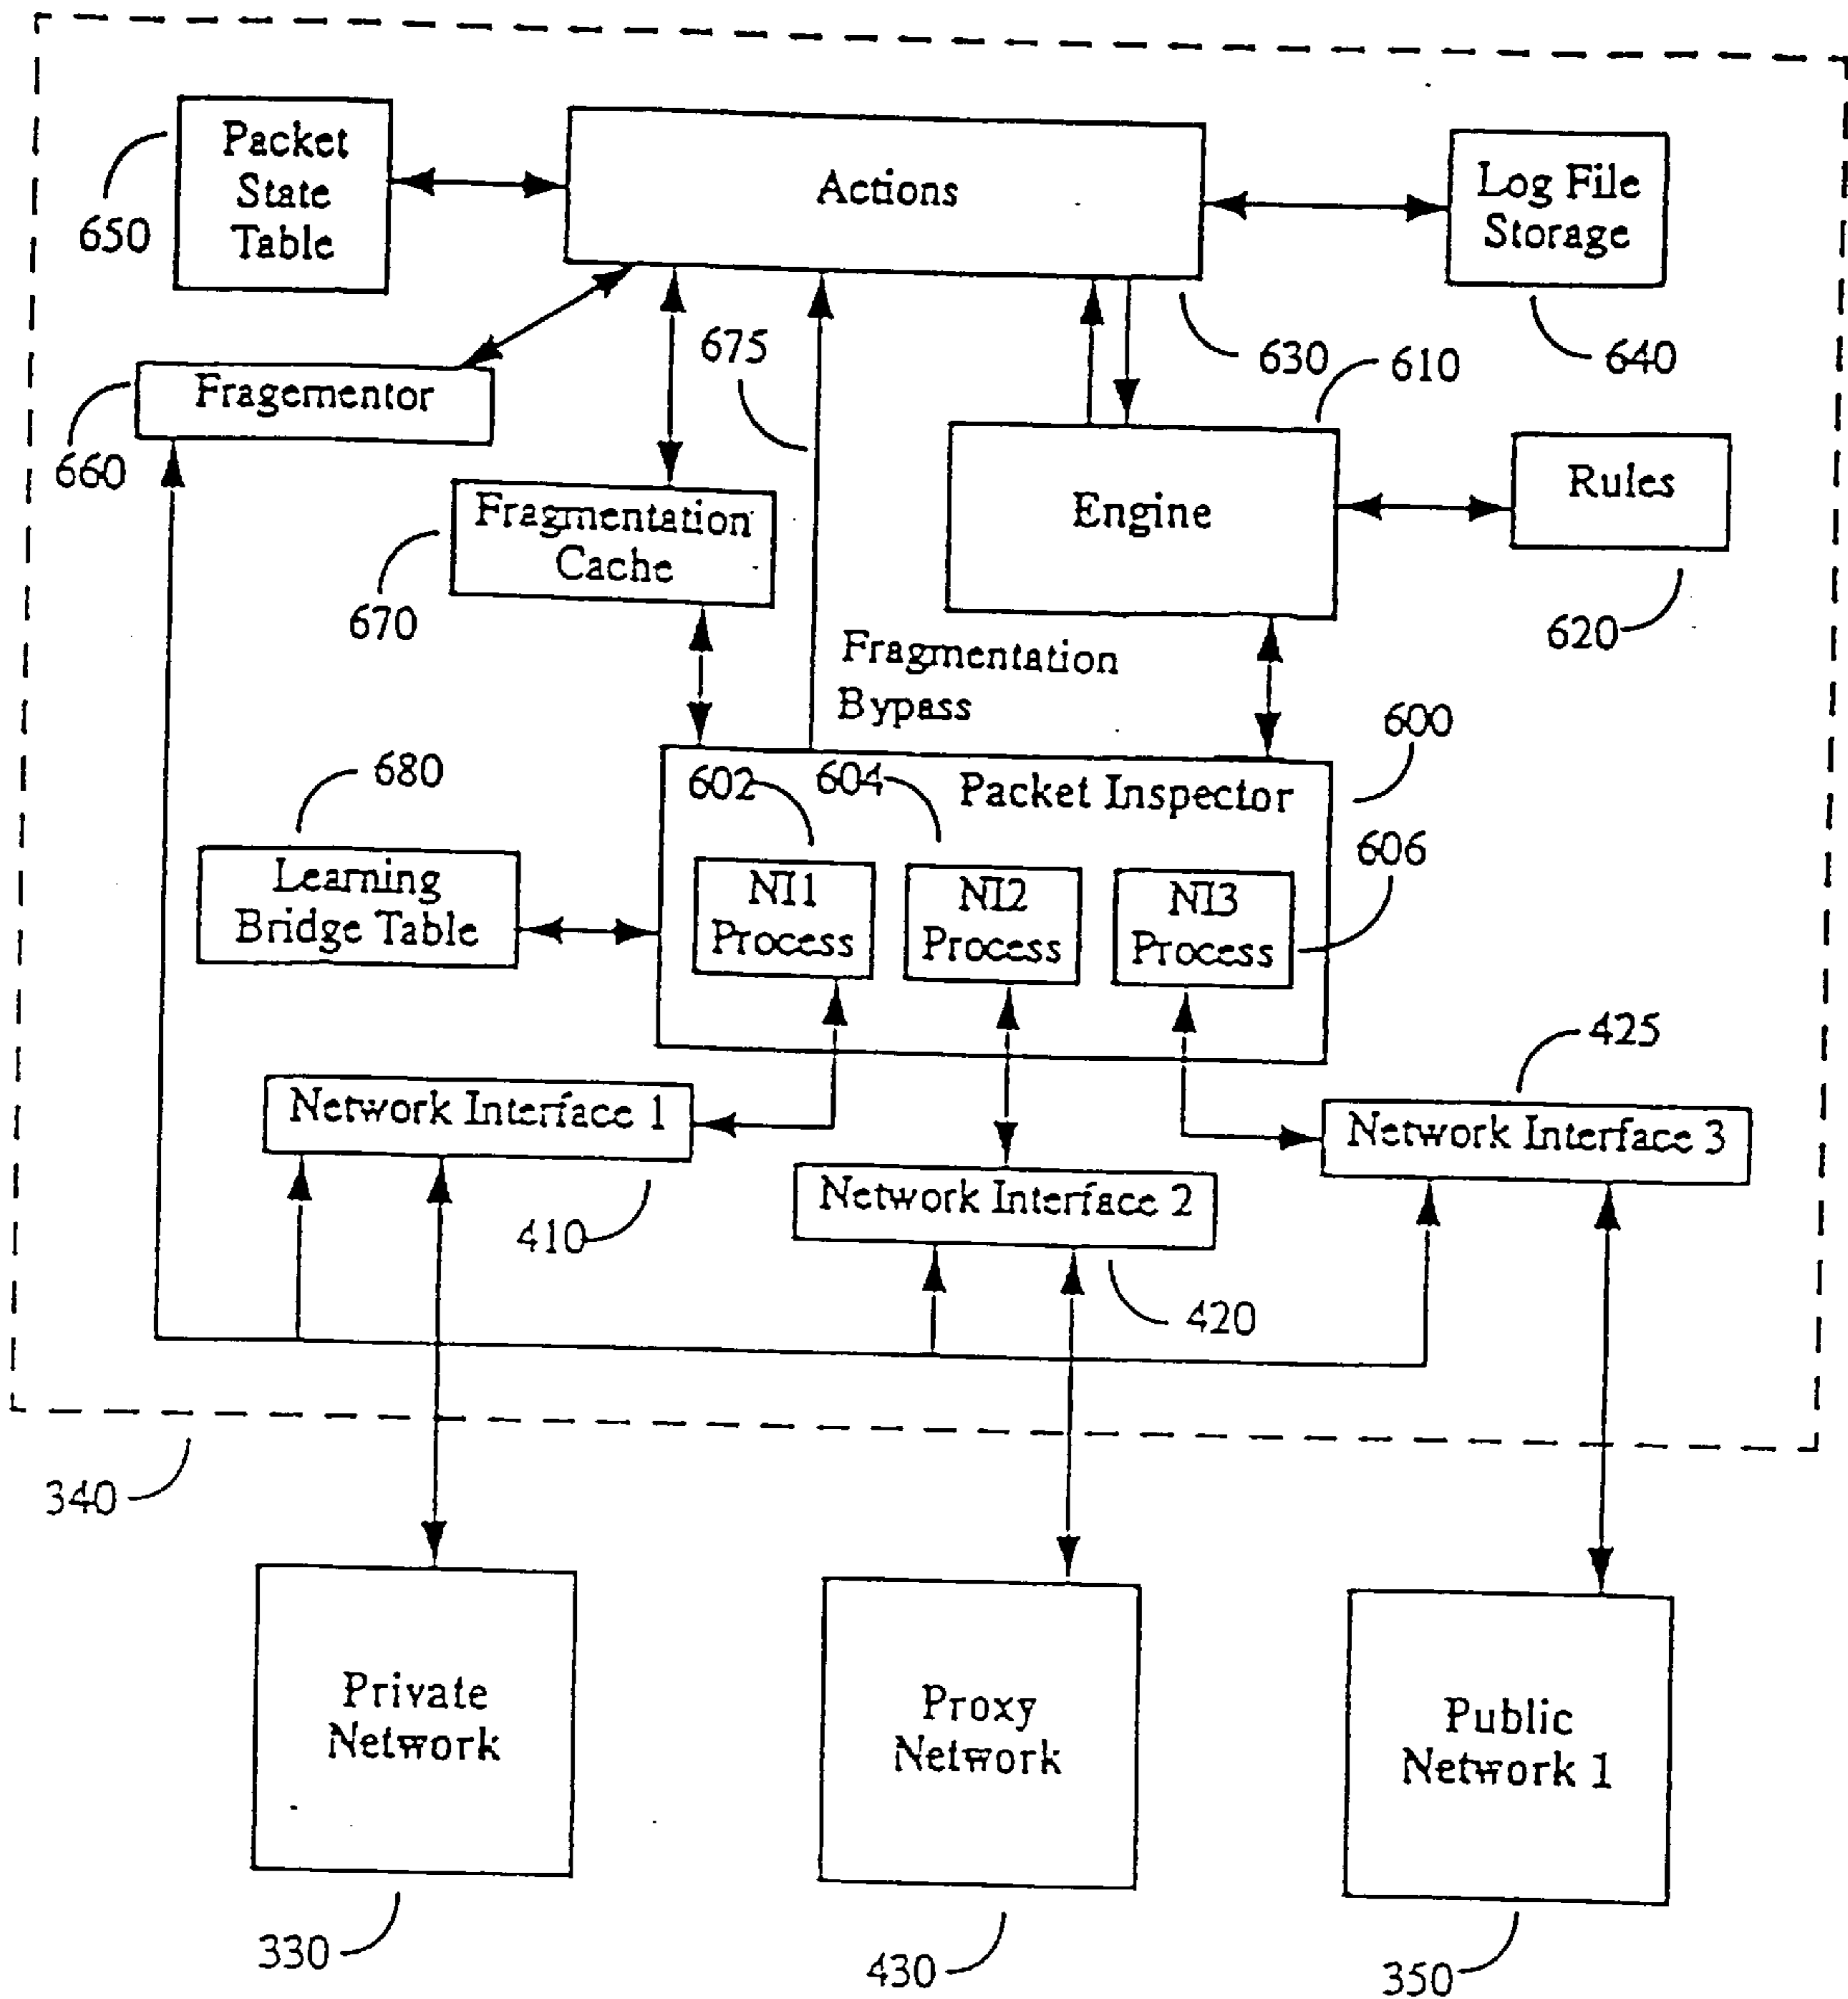 Packet
State
Table
650
Actions
Log File
Storage
640
630
675
610
Fragementor
660
Fragmentation
Cache
670
Engine
Rules
620
Fragmentation
Bypass
600
680
602
604
Packet Inspector
606
Learning
Bridge Table
NI1
Process
NI2
Process
NI3
Process
425
Network Interface 1
410
Network Interface 2
420
Network Interface 3
340
Private
Network
330
Proxy
Network
430
Public
Network 1
350